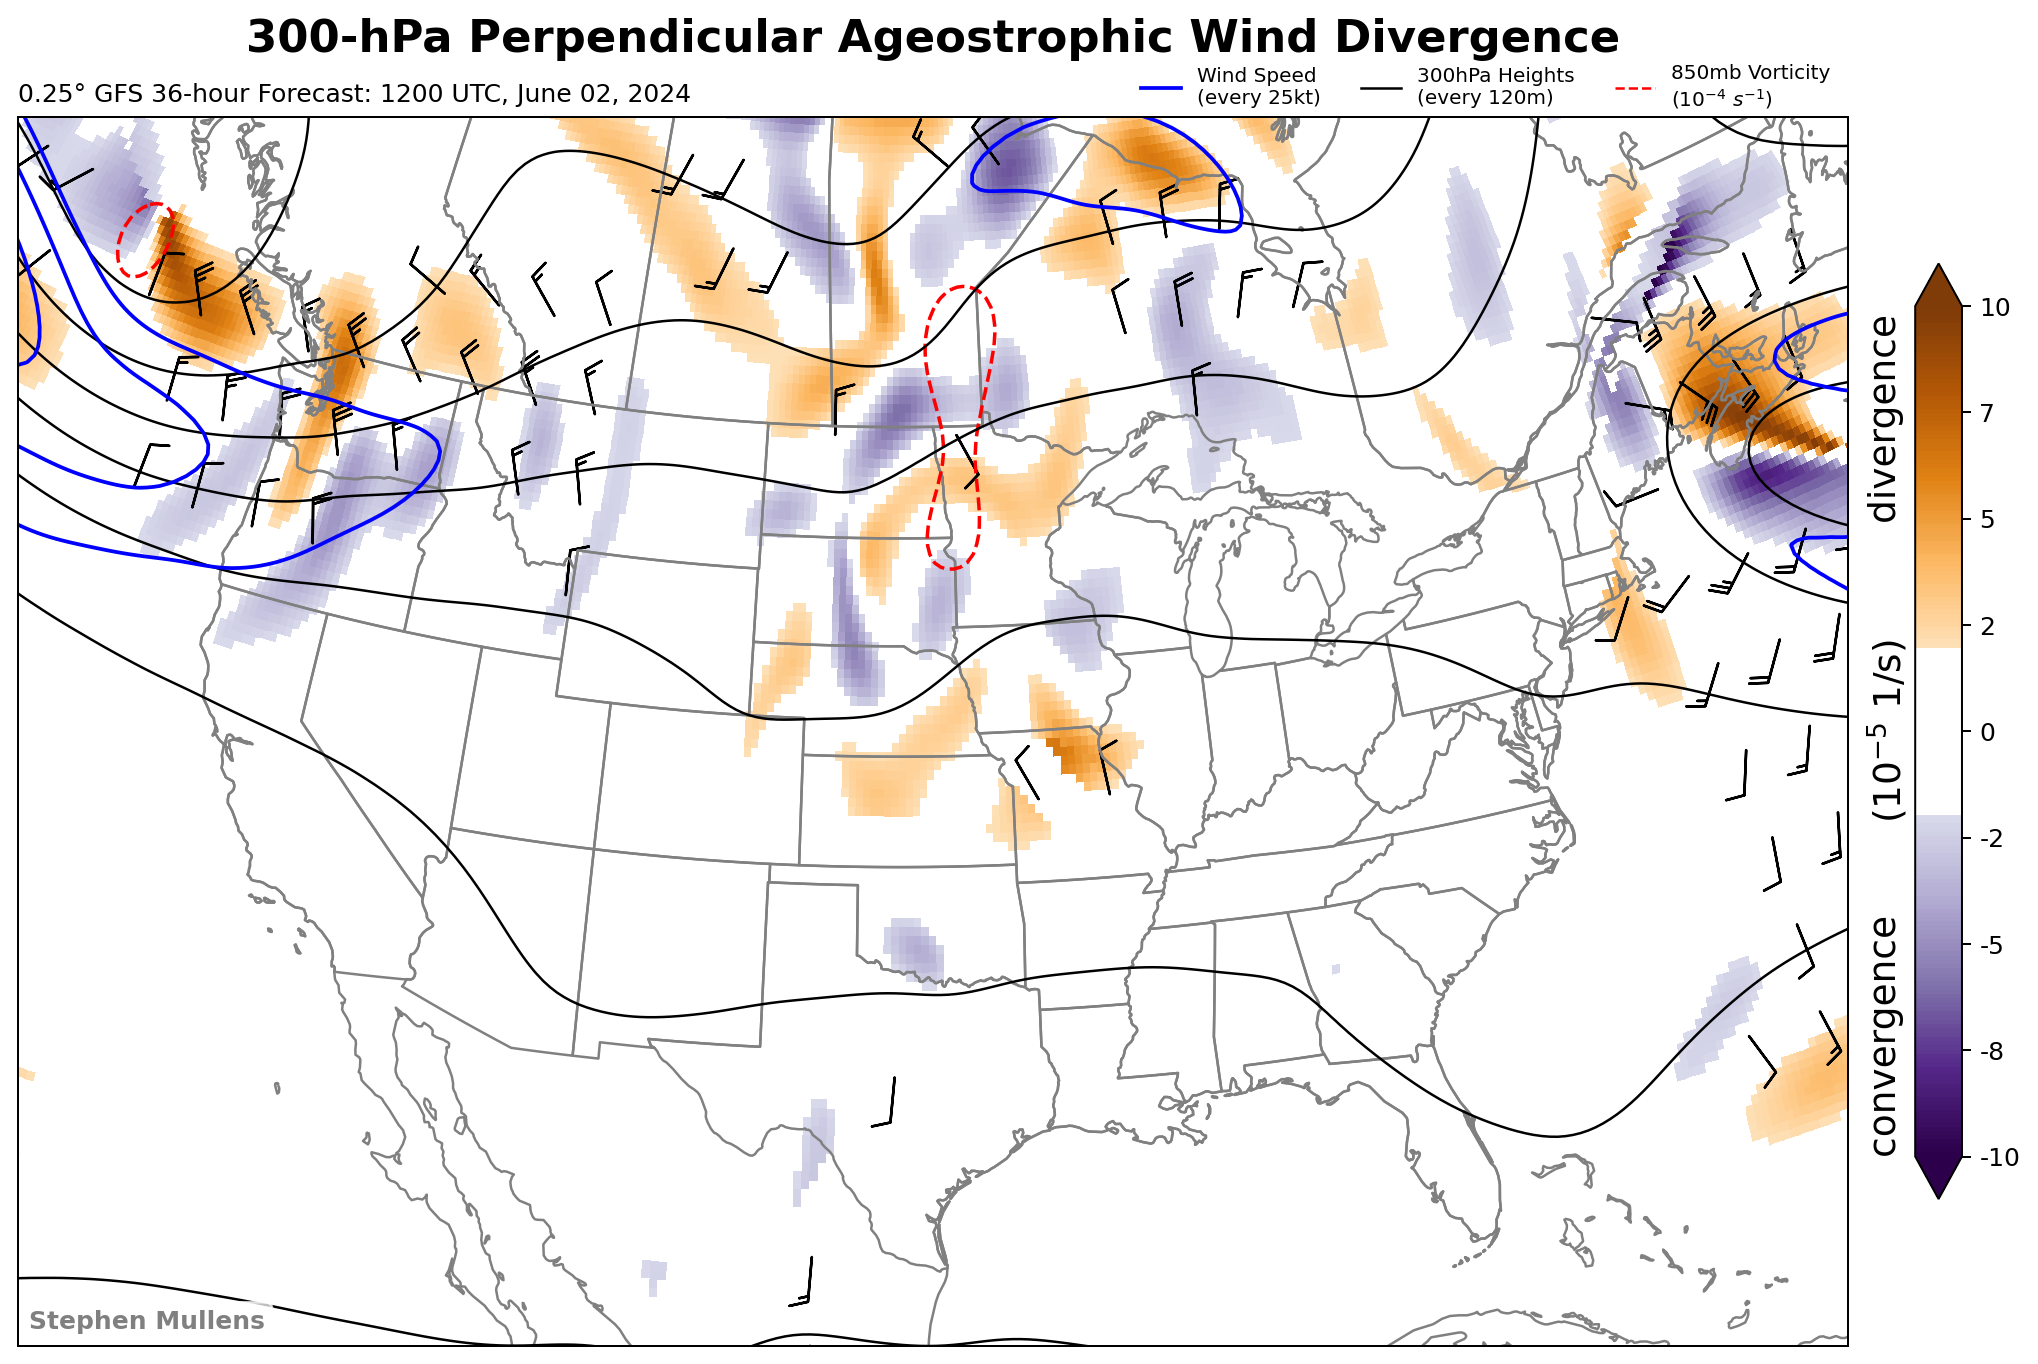 300-hPa Perpendicular Ageostrophic Wind Divergence
0.25° GFS 36-hour Forecast: 1200 UTC, June 02, 2024
Wind Speed
(every 25kt)
300hPa Heights
(every 120m)
850mb Vorticity
(10⁻⁴ s⁻¹)
10
7
5
2
0
-2
-5
-8
-10
convergence (10⁻⁵ 1/s) divergence
Stephen Mullens